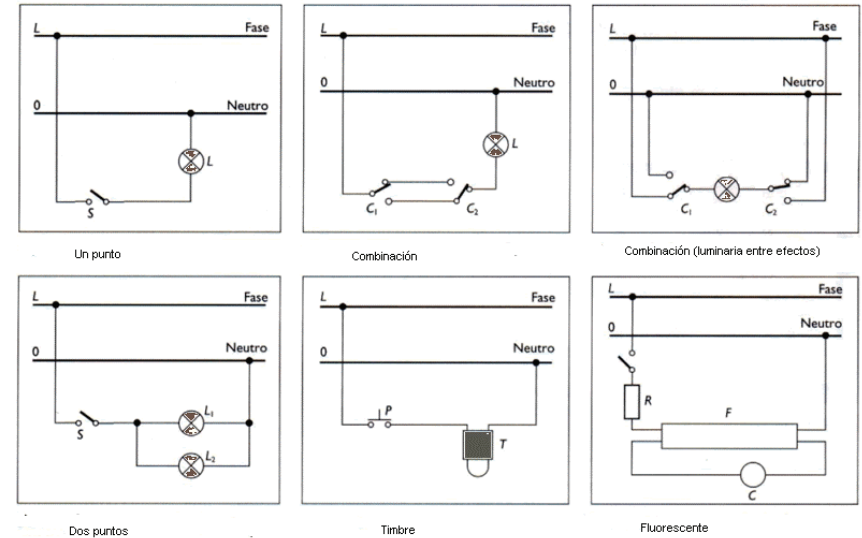 L Fase
0 Neutro
L
S
Un punto
L Fase
0 Neutro
L
C₁ C₂
Combinación
L Fase
0 Neutro
C₁ C₂
Combinación (luminaria entre efectos)
L Fase
0 Neutro
S L₁
L₂
Dos puntos
L Fase
0 Neutro
P
T
Timbre
L Fase
0 Neutro
R F
C
Fluorescente